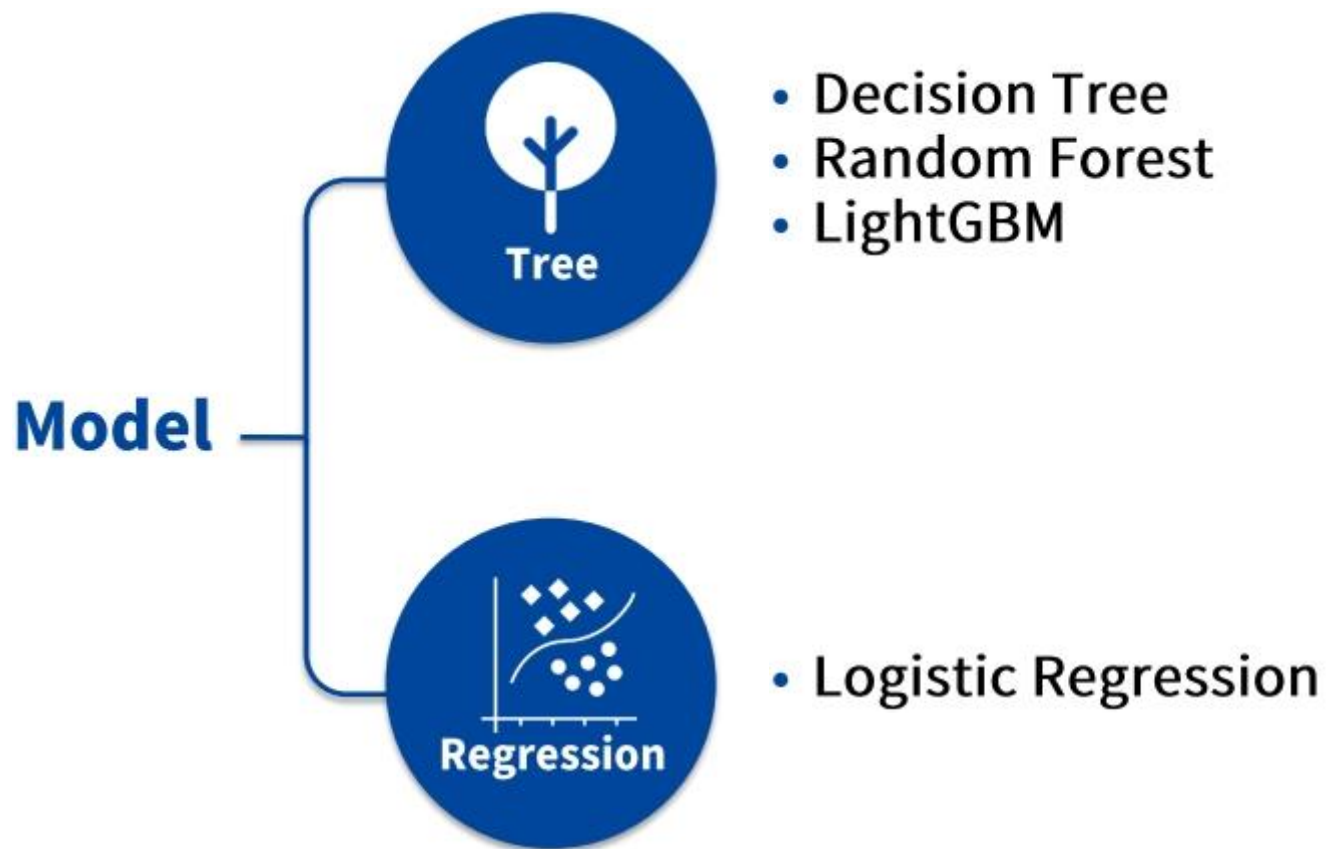 Model
Tree
• Decision Tree
• Random Forest
• LightGBM
Regression
• Logistic Regression